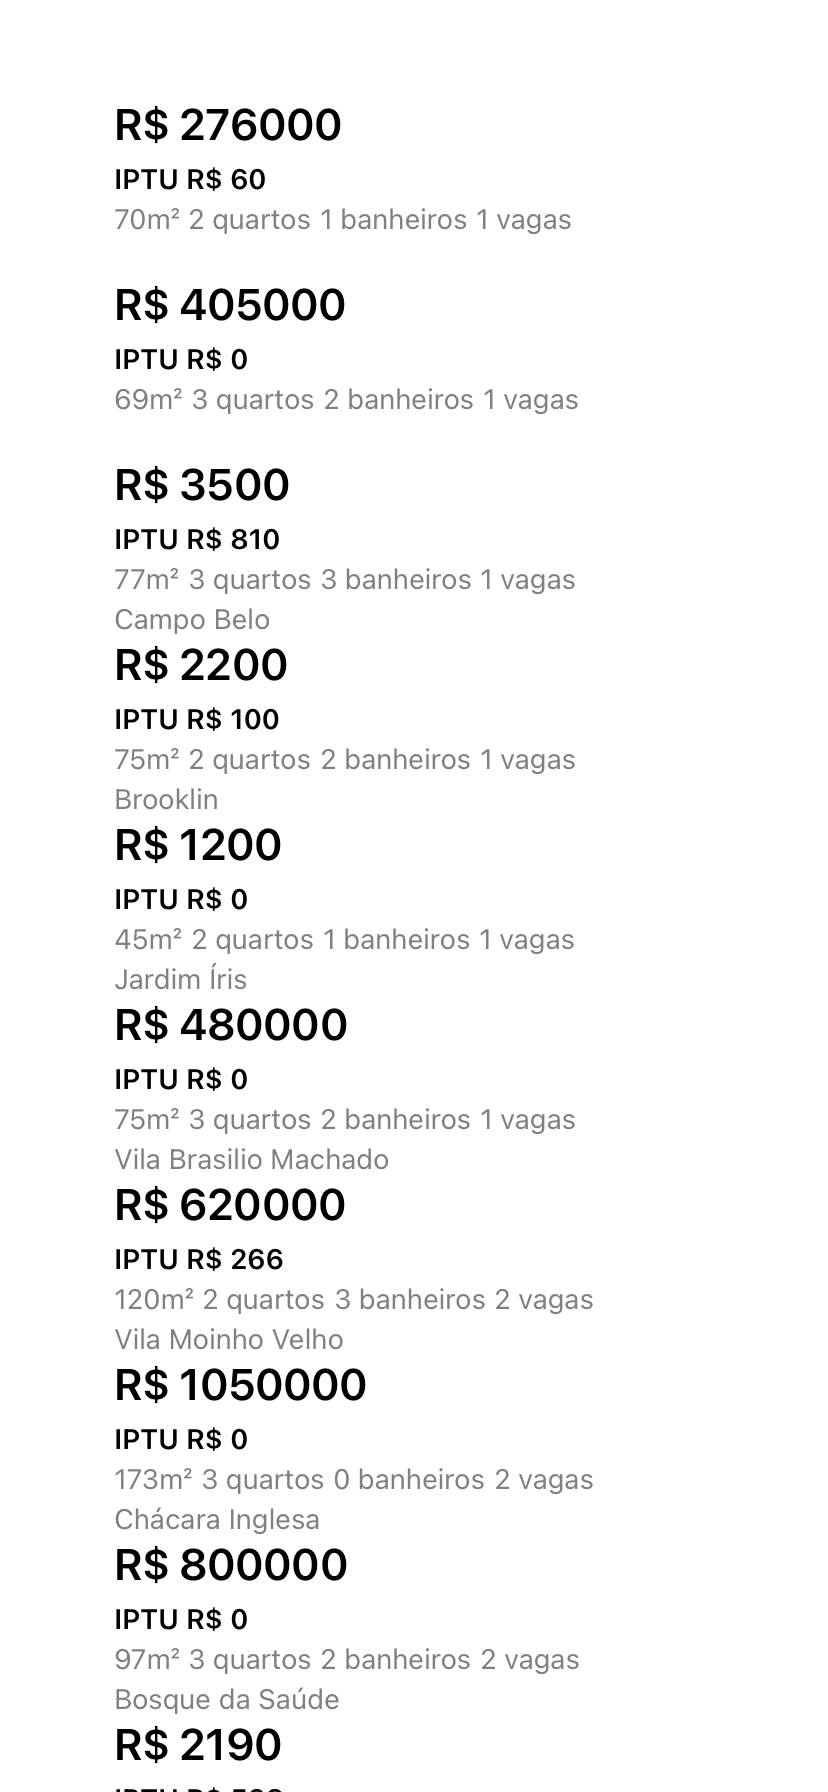 R$ 276000
IPTU R$ 60
70m² 2 quartos 1 banheiros 1 vagas
R$ 405000
IPTU R$ 0
69m² 3 quartos 2 banheiros 1 vagas
R$ 3500
IPTU R$ 810
77m² 3 quartos 3 banheiros 1 vagas
Campo Belo
R$ 2200
IPTU R$ 100
75m² 2 quartos 2 banheiros 1 vagas
Brooklin
R$ 1200
IPTU R$ 0
45m² 2 quartos 1 banheiros 1 vagas
Jardim Íris
R$ 480000
IPTU R$ 0
75m² 3 quartos 2 banheiros 1 vagas
Vila Brasilio Machado
R$ 620000
IPTU R$ 266
120m² 2 quartos 3 banheiros 2 vagas
Vila Moinho Velho
R$ 1050000
IPTU R$ 0
173m² 3 quartos 0 banheiros 2 vagas
Chácara Inglesa
R$ 800000
IPTU R$ 0
97m² 3 quartos 2 banheiros 2 vagas
Bosque da Saúde
R$ 2190
IPTU R$